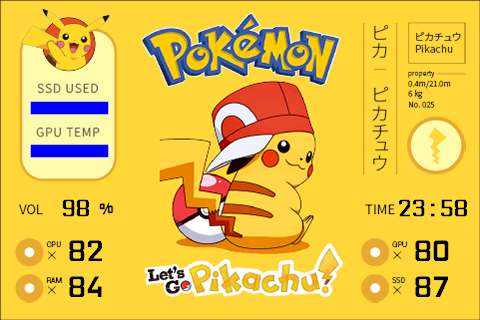 POKéMON
SSD USED
GPU TEMP
ピカ｜ピカチュウ
ピカチュウ
Pikachu
property
0.4m/21.0m
6 kg
No. 025
VOL 98 %
TIME 23:58
CPU × 82
RAM × 84
GPU × 80
SSD × 87
Let's Go Pikachu!